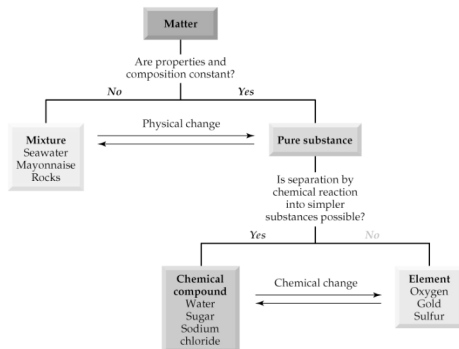 Matter
Are properties and
composition constant?
No
Yes
Physical change
Mixture
Seawater
Mayonnaise
Rocks
Pure substance
Is separation by
chemical reaction
into simpler
substances possible?
Yes
No
Chemical
compound
Water
Sugar
Sodium
chloride
Chemical change
Element
Oxygen
Gold
Sulfur